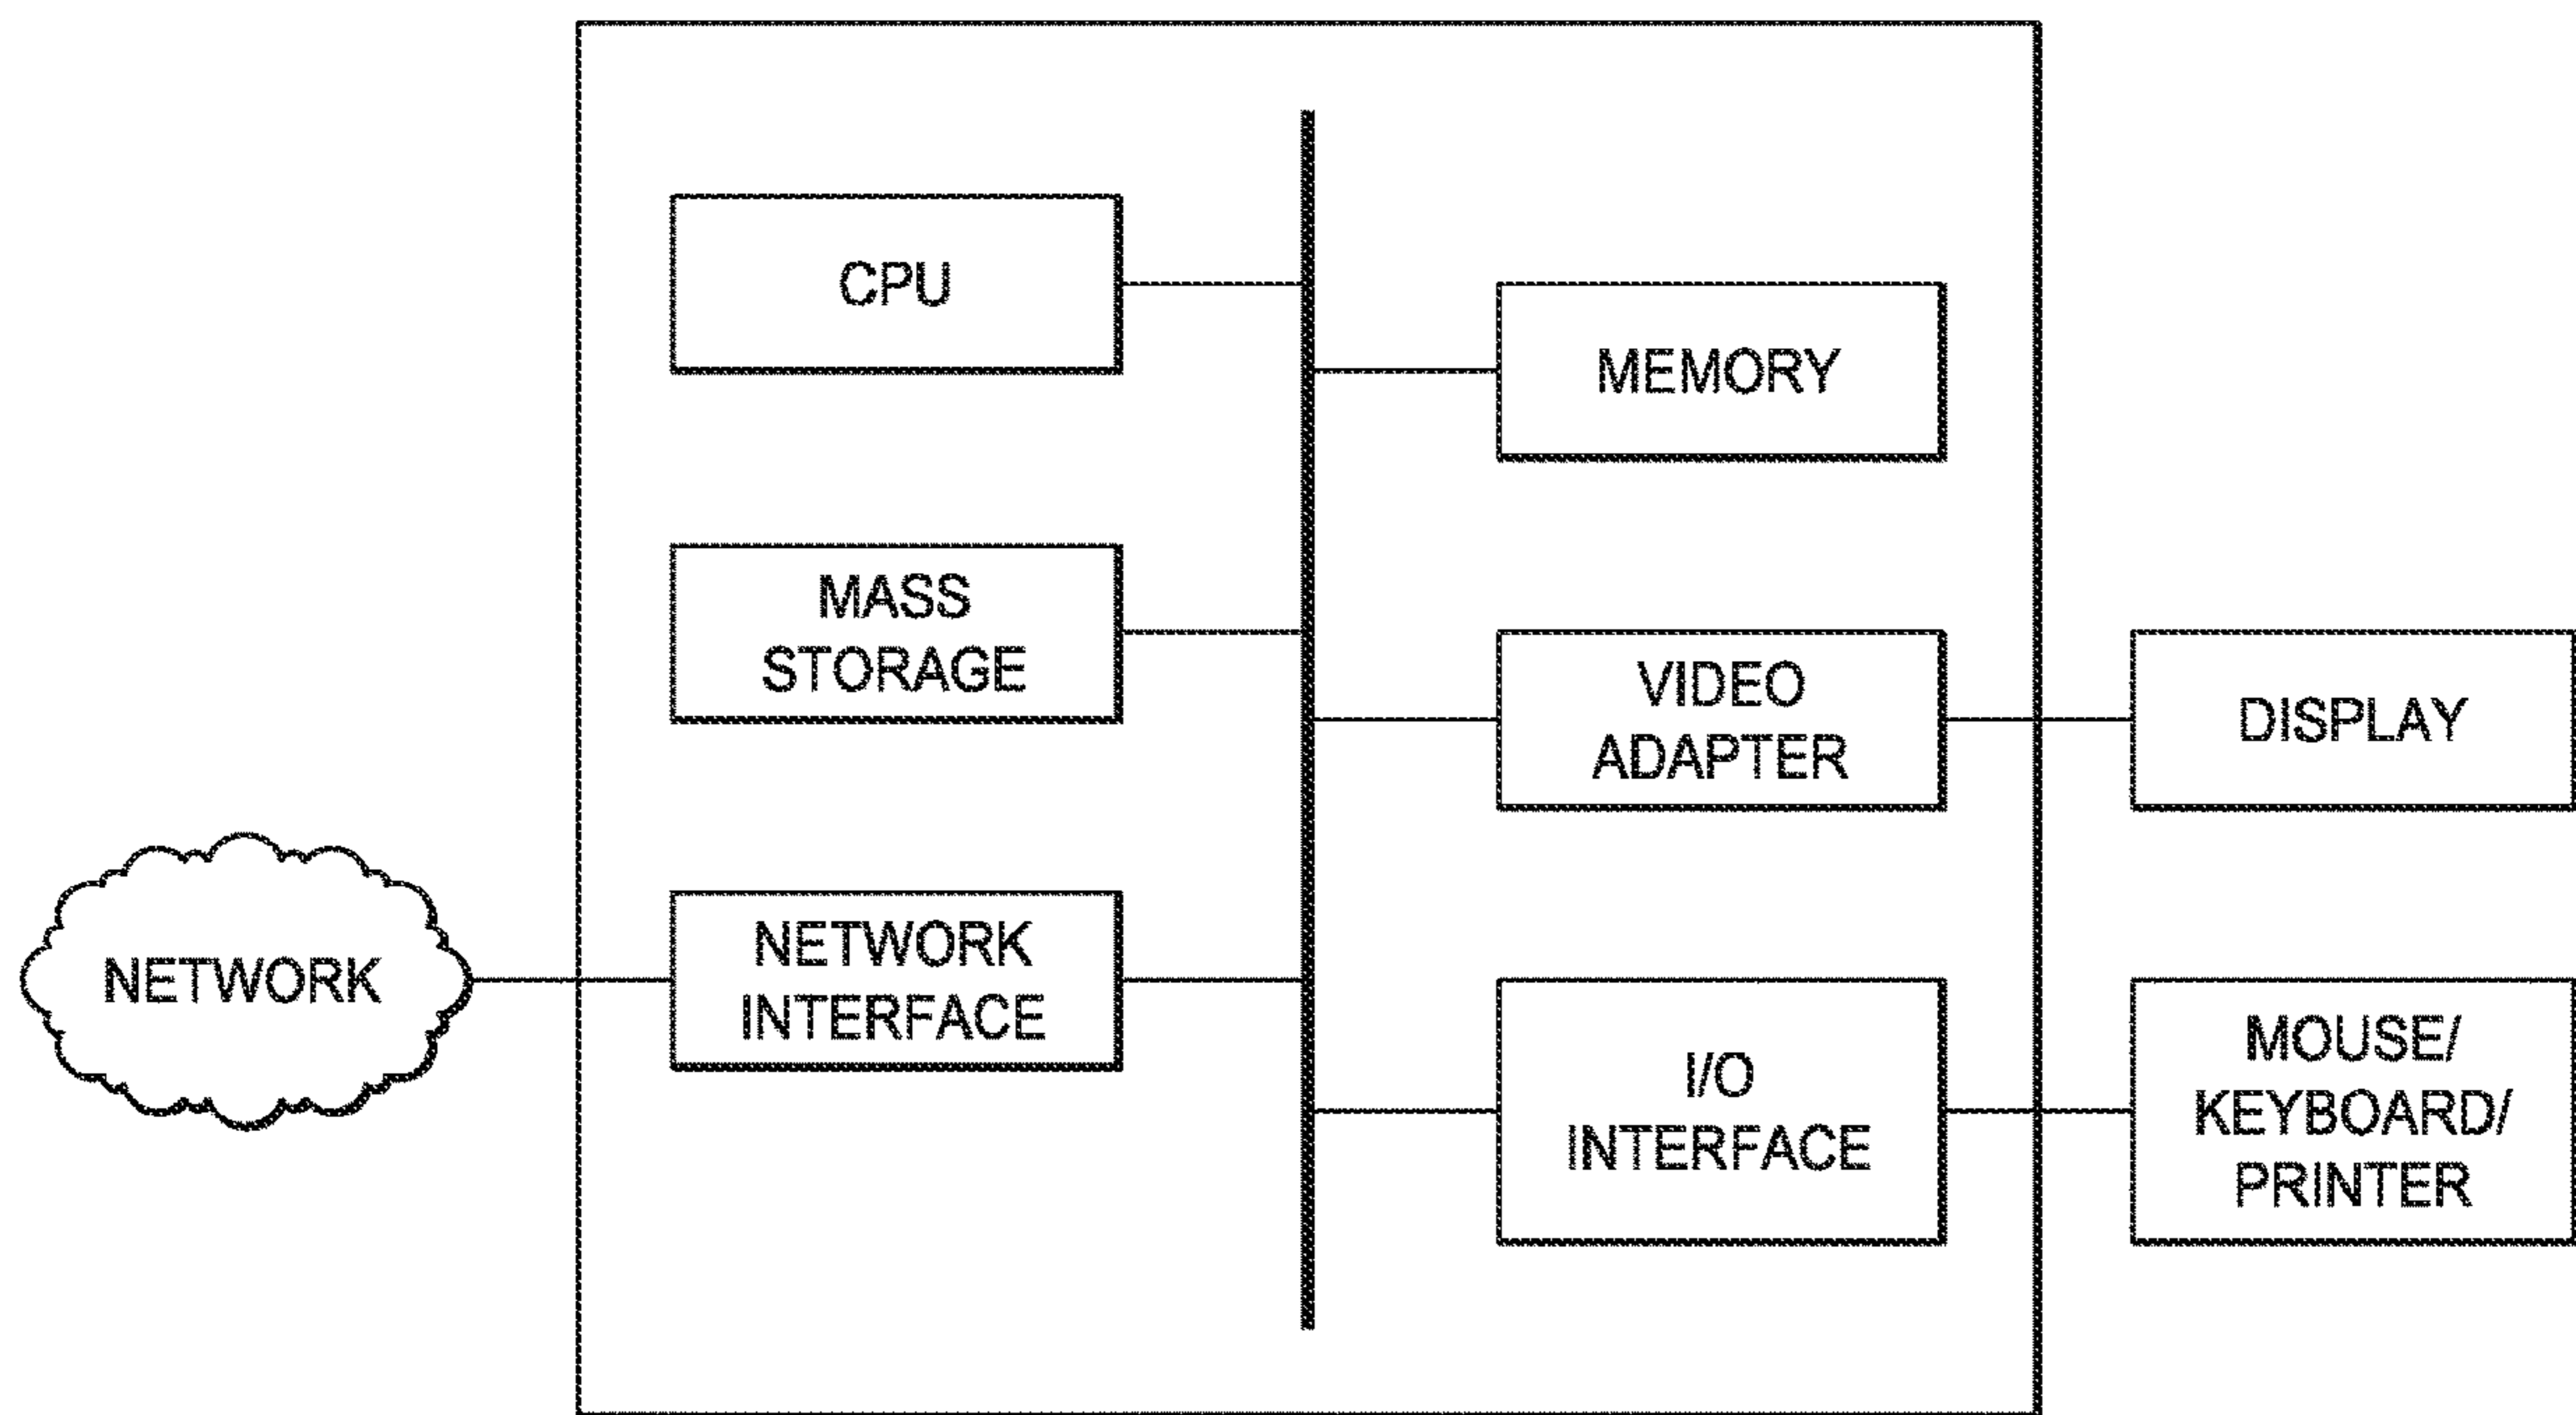 CPU
MEMORY
MASS
STORAGE
VIDEO
ADAPTER
DISPLAY
NETWORK
NETWORK
INTERFACE
I/O
INTERFACE
MOUSE/
KEYBOARD/
PRINTER